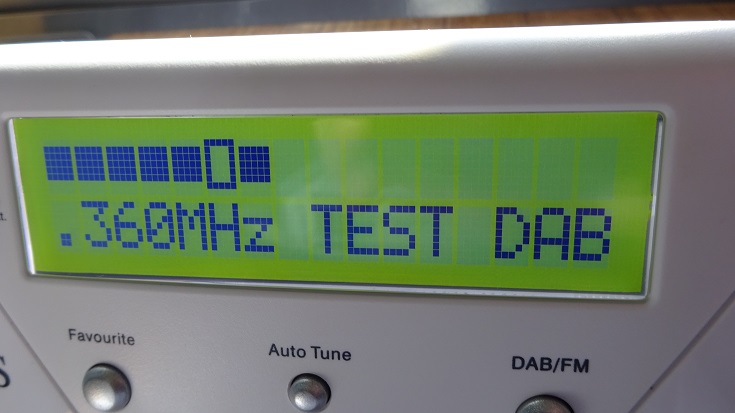 .360MHz TEST DAB
Favourite
Auto Tune
DAB/FM
S